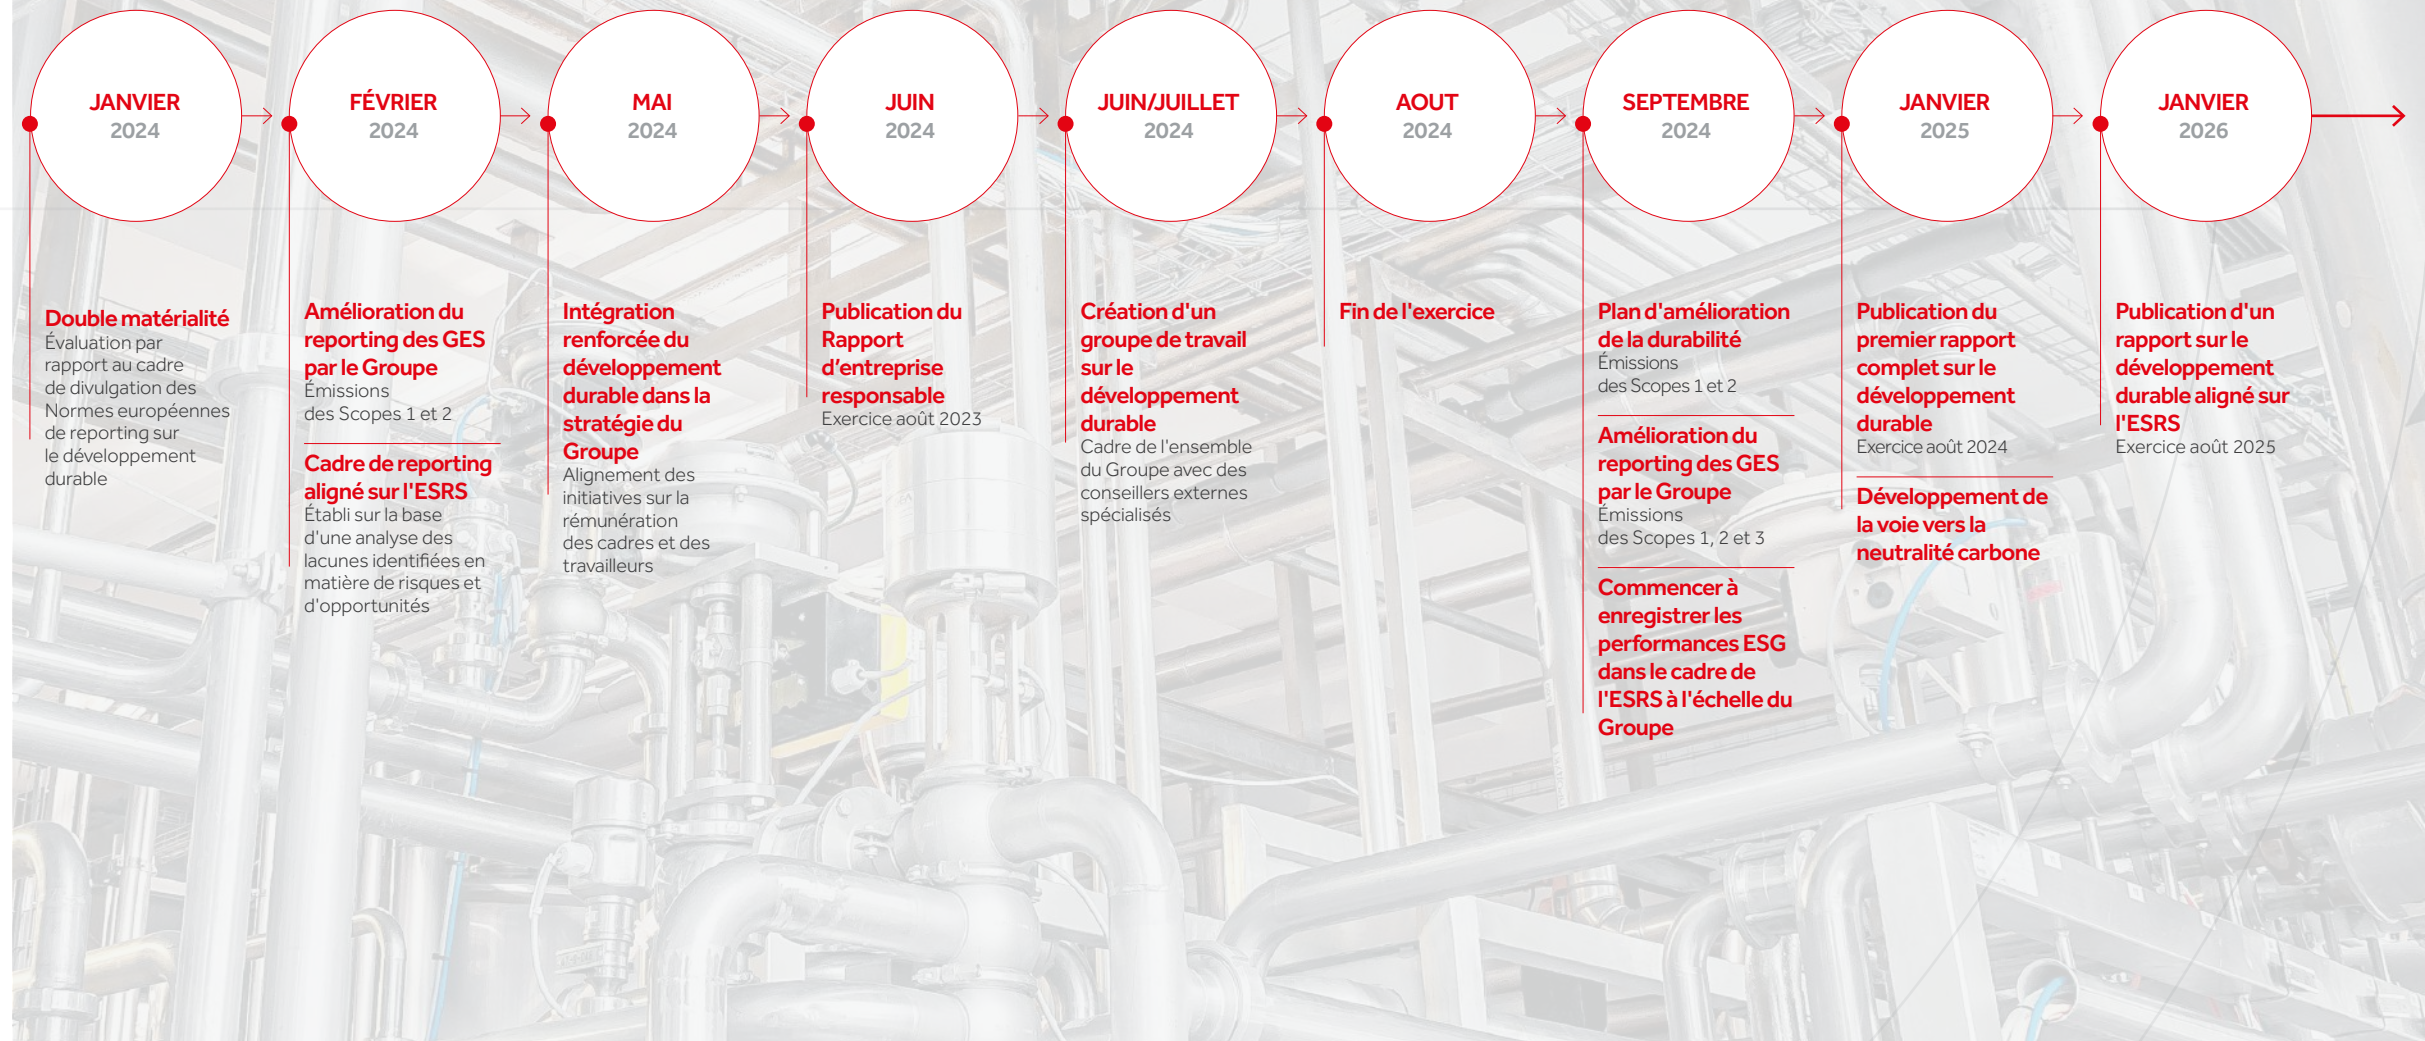 JANVIER
2024
Double matérialité
Évaluation par
rapport au cadre
de divulgation des
Normes européennes
de reporting sur
le développement
durable
FÉVRIER
2024
Amélioration du
reporting des GES
par le Groupe
Émissions
des Scopes 1 et 2
Cadre de reporting
aligné sur l'ESRS
Établi sur la base
d'une analyse des
lacunes identifiées en
matière de risques et
d'opportunités
MAI
2024
Intégration
renforcée du
développement
durable dans la
stratégie du
Groupe
Alignement des
initiatives sur la
rémunération
des cadres et des
travailleurs
JUIN
2024
Publication du
Rapport
d’entreprise
responsable
Exercice août 2023
JUIN/JUILLET
2024
Création d'un
groupe de travail
sur le
développement
durable
Cadre de l'ensemble
du Groupe avec des
conseillers externes
spécialisés
AOUT
2024
Fin de l'exercice
SEPTEMBRE
2024
Plan d'amélioration
de la durabilité
Émissions
des Scopes 1 et 2
Amélioration du
reporting des GES
par le Groupe
Émissions
des Scopes 1, 2 et 3
Commencer à
enregistrer les
performances ESG
dans le cadre de
l'ESRS à l'échelle du
Groupe
JANVIER
2025
Publication du
premier rapport
complet sur le
développement
durable
Exercice août 2024
Développement de
la voie vers la
neutralité carbone
JANVIER
2026
Publication d'un
rapport sur le
développement
durable aligné sur
l'ESRS
Exercice août 2025